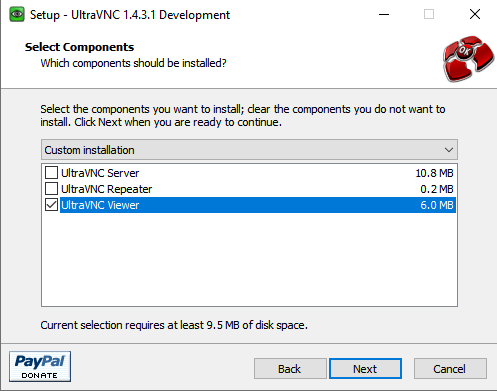 Setup - UltraVNC 1.4.3.1 Development
Select Components
Which components should be installed?
OK
Select the components you want to install; clear the components you do not want to
install. Click Next when you are ready to continue.
Custom installation
UltraVNC Server 10.8 MB
UltraVNC Repeater 0.2 MB
UltraVNC Viewer 6.0 MB
Current selection requires at least 9.5 MB of disk space.
PayPal
DONATE
Back Next Cancel